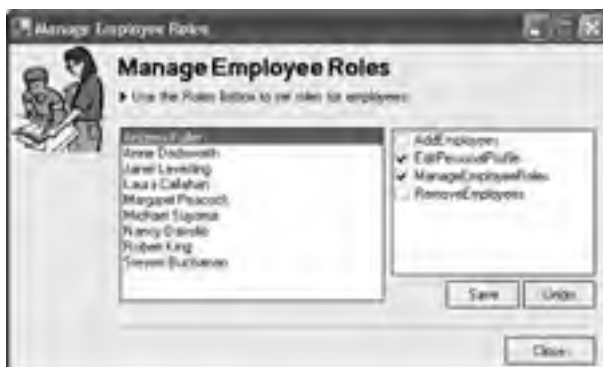 Manage Employee Roles
Manage Employee Roles
Use the Roles listbox to set roles for employees
Andrew Fuller
Anne Dodsworth
Janet Leverling
Laura Callahan
Margaret Peacock
Michael Suyama
Nancy Davolio
Robert King
Steven Buchanan
AddEmployees
EditPersonalProfile
ManageEmployeeRoles
RemoveEmployees
Save
Undo
Close